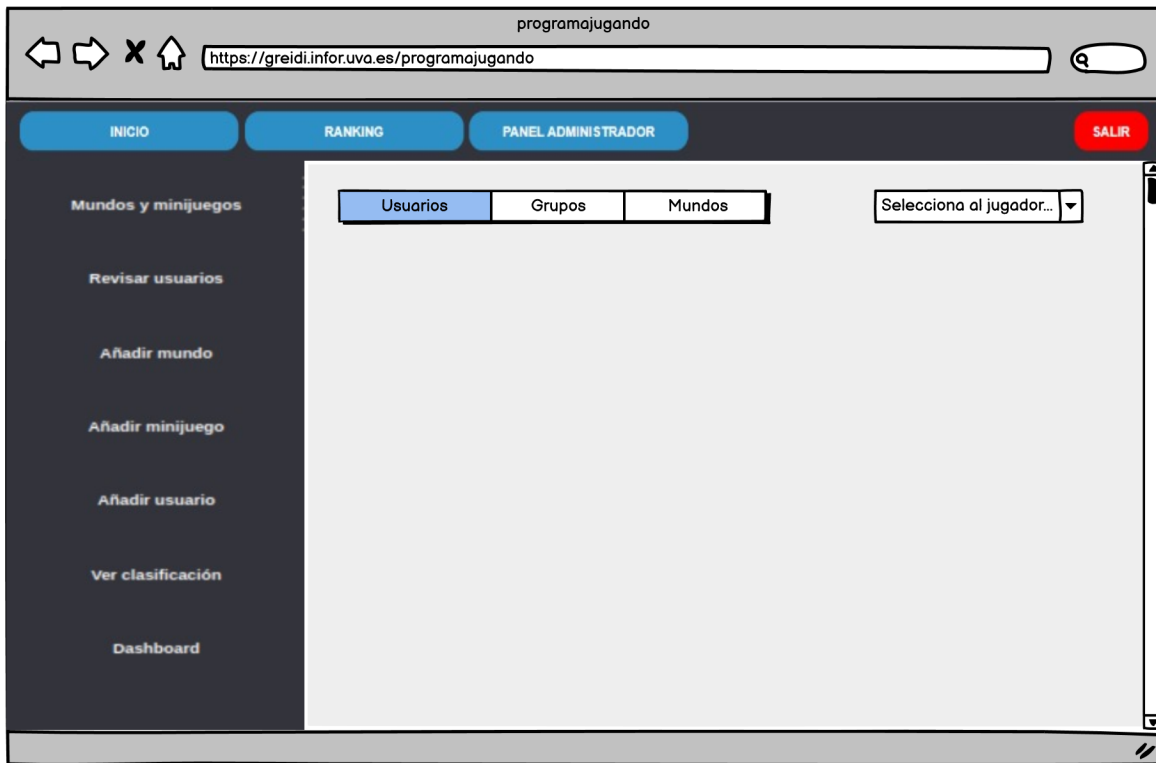 programajugando
https://greidi.infor.uva.es/programajugando
INICIO
RANKING
PANEL ADMINISTRADOR
SALIR
Mundos y minijuegos
Revisar usuarios
Añadir mundo
Añadir minijuego
Añadir usuario
Ver clasificación
Dashboard
Usuarios
Grupos
Mundos
Selecciona al jugador...